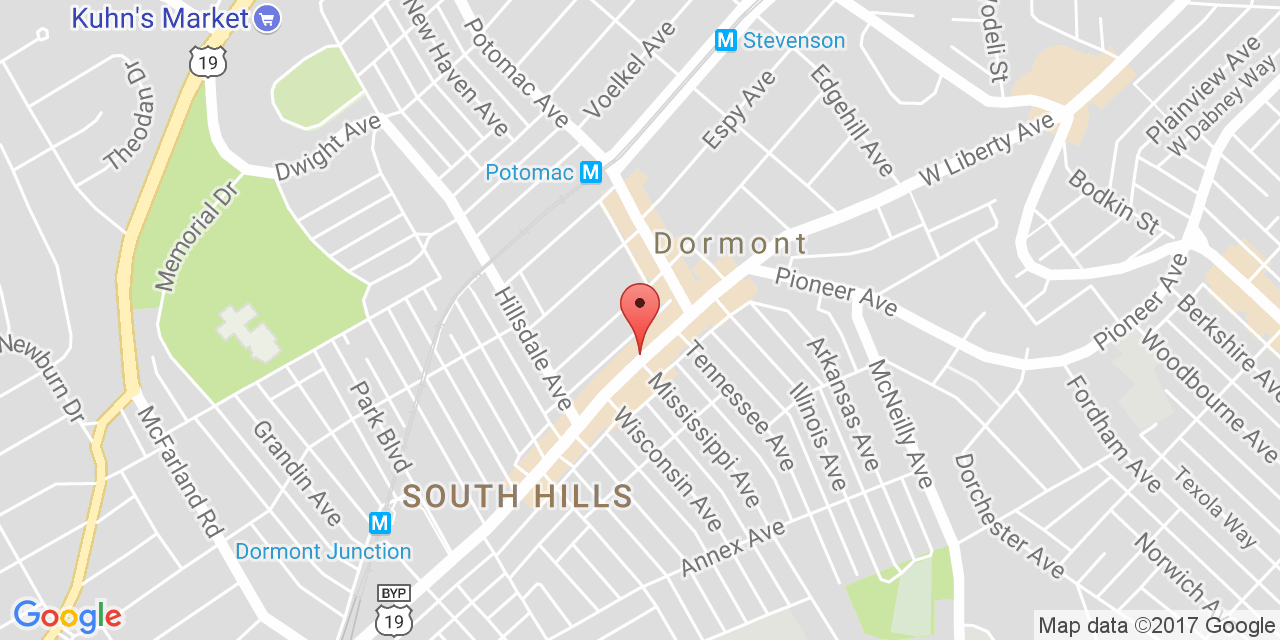 Kuhn's Market
19
Theodan Dr
New Haven Ave
Potomac Ave
Voelkel Ave
Stevenson
M
Espy Ave
Edgehill Ave
Plainview Ave
W Dabney Way
Dwight Ave
Potomac
M
W Liberty Ave
Bodkin St
Memorial Dr
Dormont
Pioneer Ave
Pioneer Ave
Berkshire Ave
Woodbourne Ave
Newburn Dr
Hillsdale Ave
Tennessee Ave
Arkansas Ave
Illinois Ave
McNeilly Ave
Fordham Ave
Park Blvd
Mississippi Ave
Wisconsin Ave
McFarland Rd
Grandin Ave
SOUTH HILLS
Texola Way
Dorchester Ave
M
Dormont Junction
Annex Ave
BYP
19
Google
Map data ©2017 Google